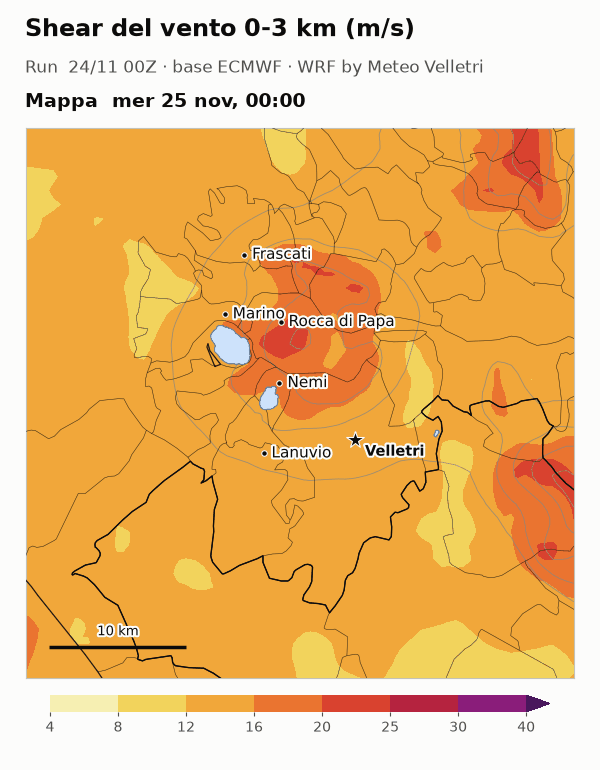 Shear del vento 0-3 km (m/s)
Run  24/11 00Z · base ECMWF · WRF by Meteo Velletri
Mappa  mer 25 nov, 00:00
Frascati
Marino
Rocca di Papa
Nemi
Velletri
Lanuvio
10 km
4 8 12 16 20 25 30 40